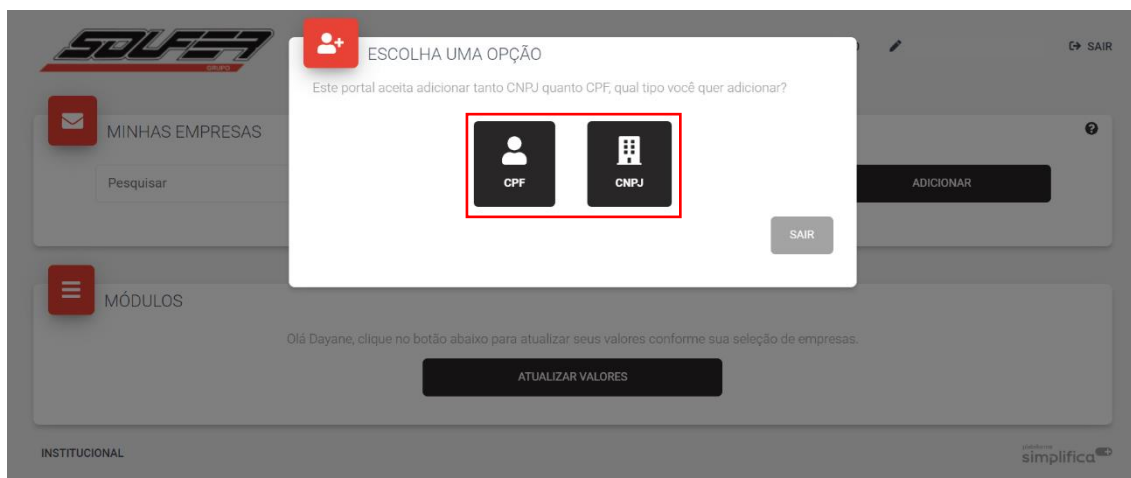 SOUFER
GRUPO
ESCOLHA UMA OPÇÃO
SAIR
Este portal aceita adicionar tanto CNPJ quanto CPF, qual tipo você quer adicionar?
MINHAS EMPRESAS
CPF
CNPJ
Pesquisar
ADICIONAR
SAIR
MÓDULOS
Olá Dayane, clique no botão abaixo para atualizar seus valores conforme sua seleção de empresas.
ATUALIZAR VALORES
INSTITUCIONAL
plataforma
simplifica